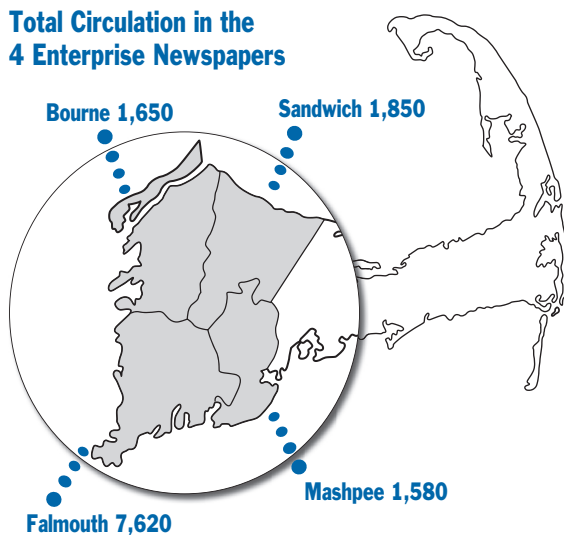 Total Circulation in the
4 Enterprise Newspapers
Bourne 1,650
Sandwich 1,850
Mashpee 1,580
Falmouth 7,620